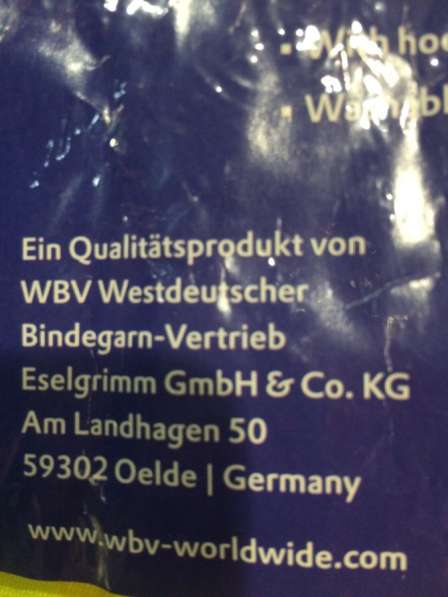 ▪ With
▪
Ein Qualitätsprodukt von
WBV Westdeutscher
Bindegarn-Vertrieb
Eselgrimm GmbH & Co. KG
Am Landhagen 50
59302 Oelde | Germany
www.wbv-worldwide.com